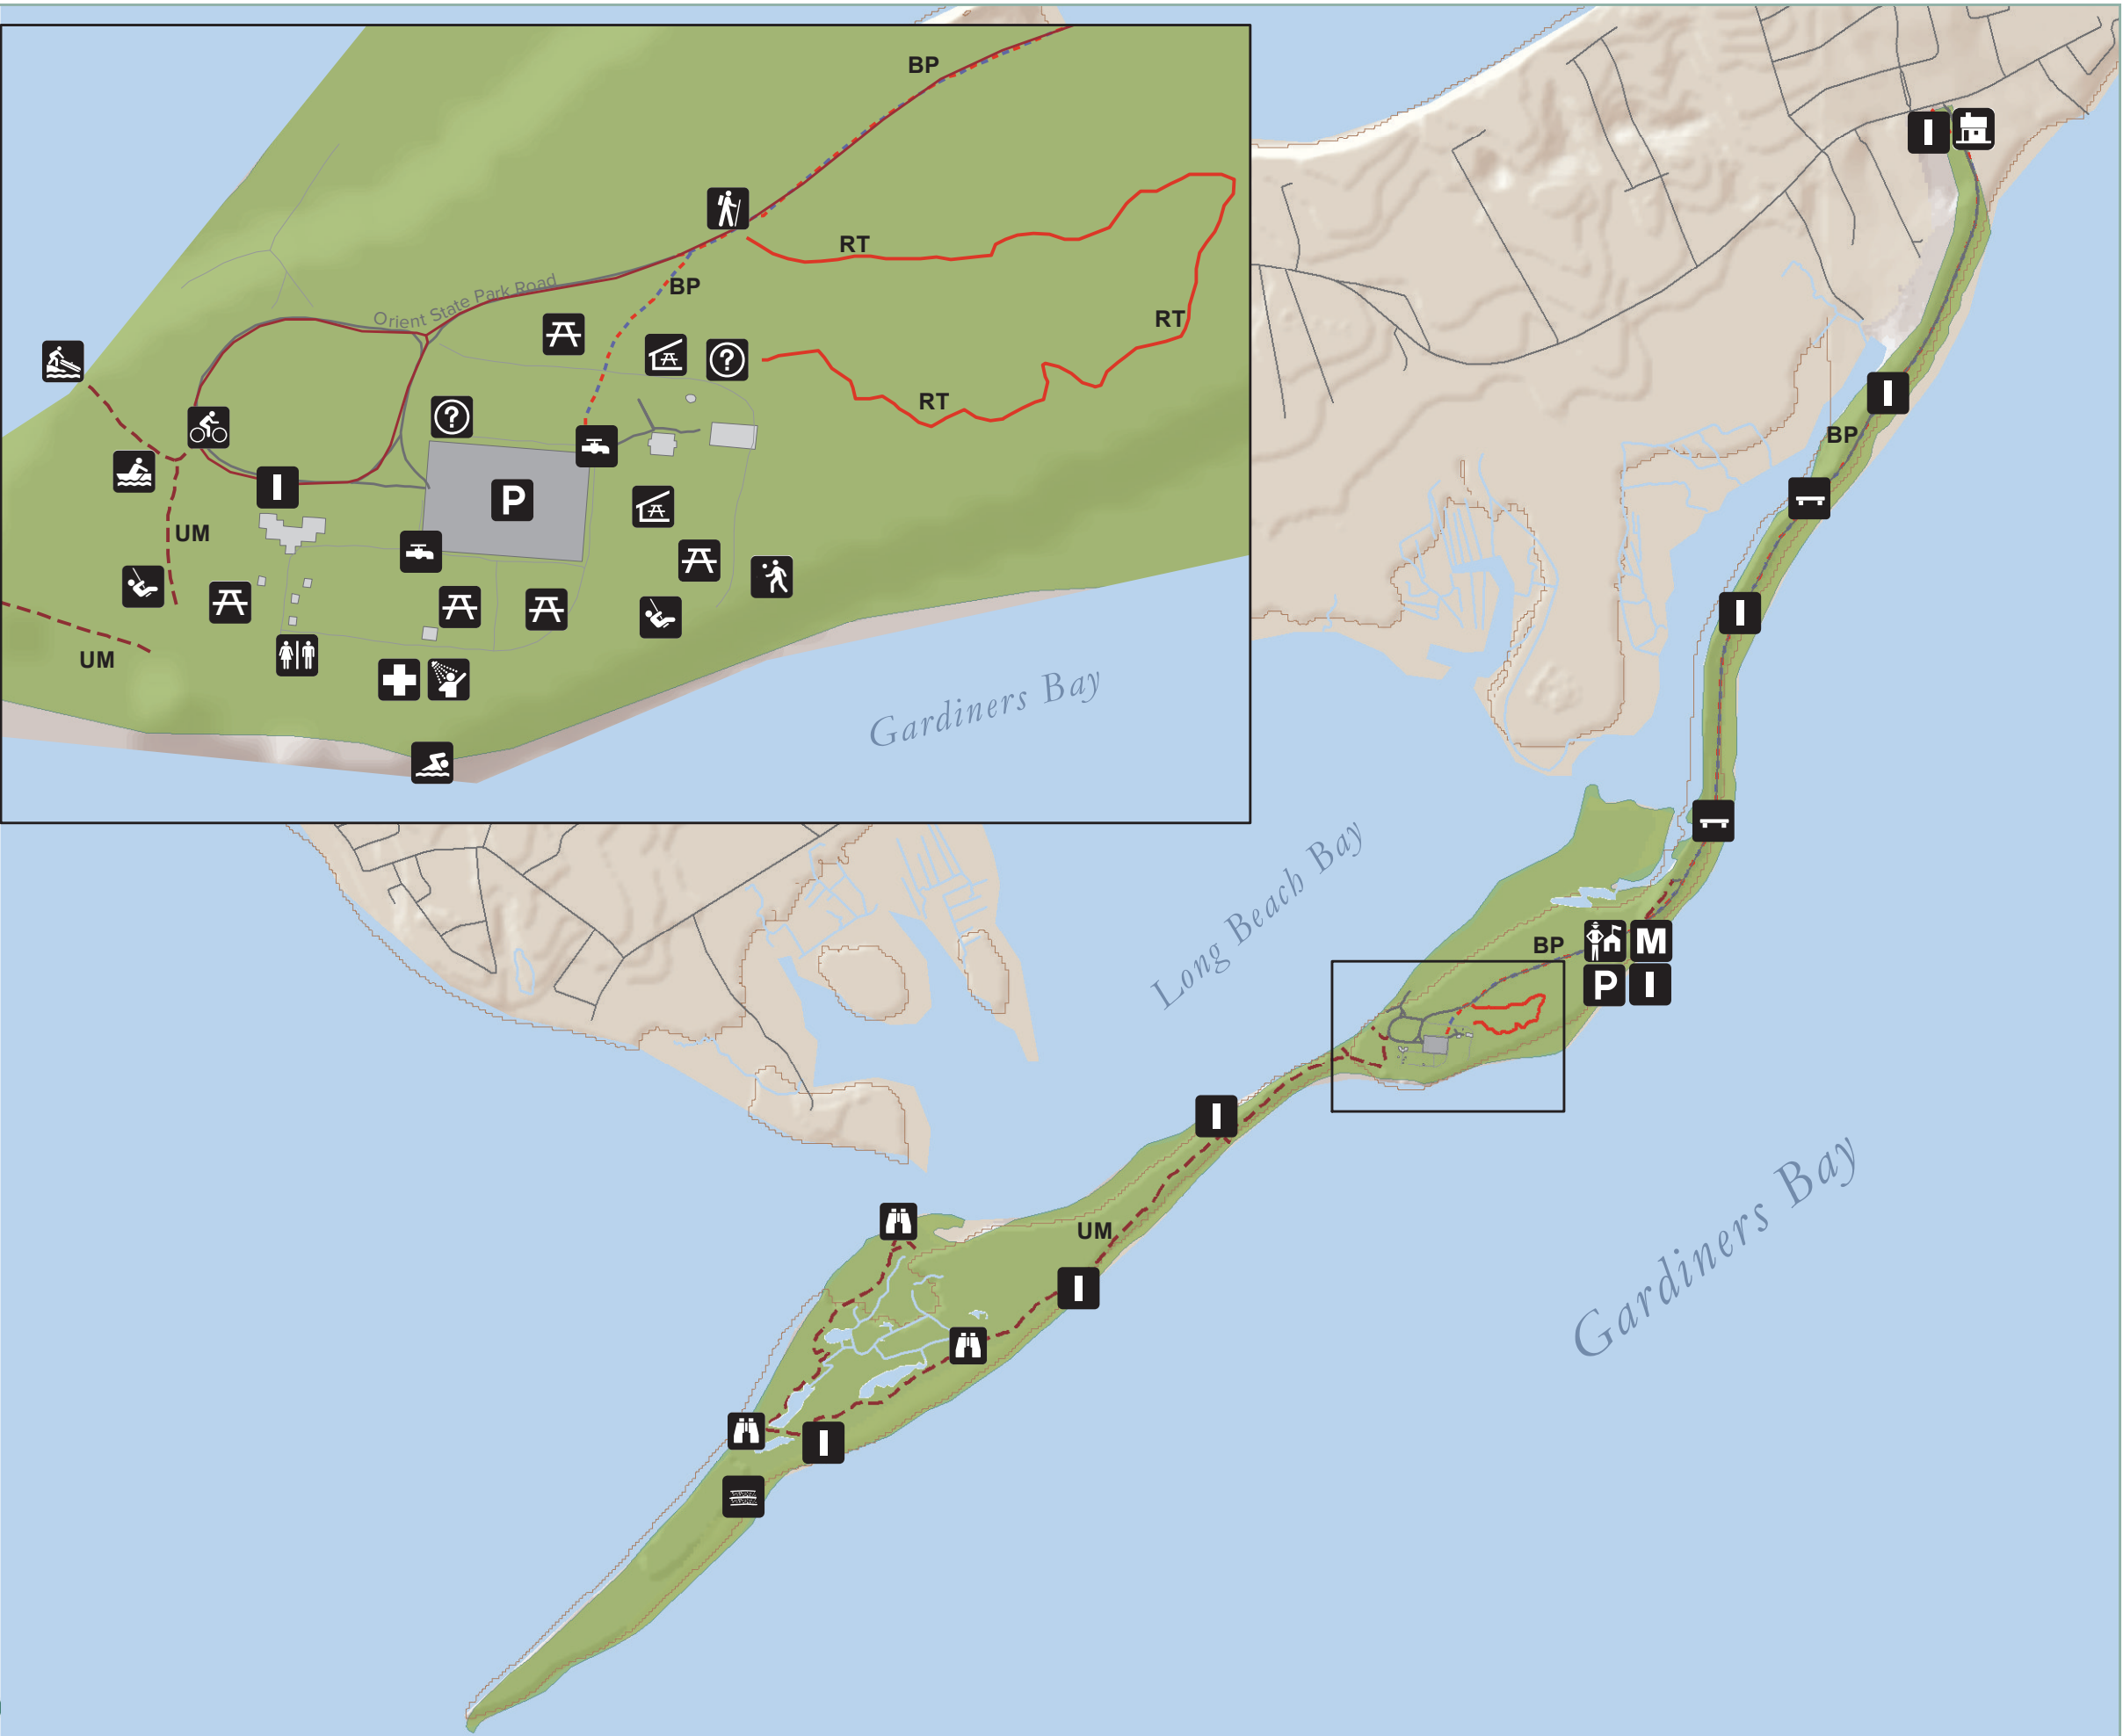 BP
RT
Orient State Park Road
BP
RT
RT
?
?
I
P
UM
UM
Gardiners Bay
I
I
BP
I
Long Beach Bay
BP
M
P
I
I
UM
I
I
Gardiners Bay